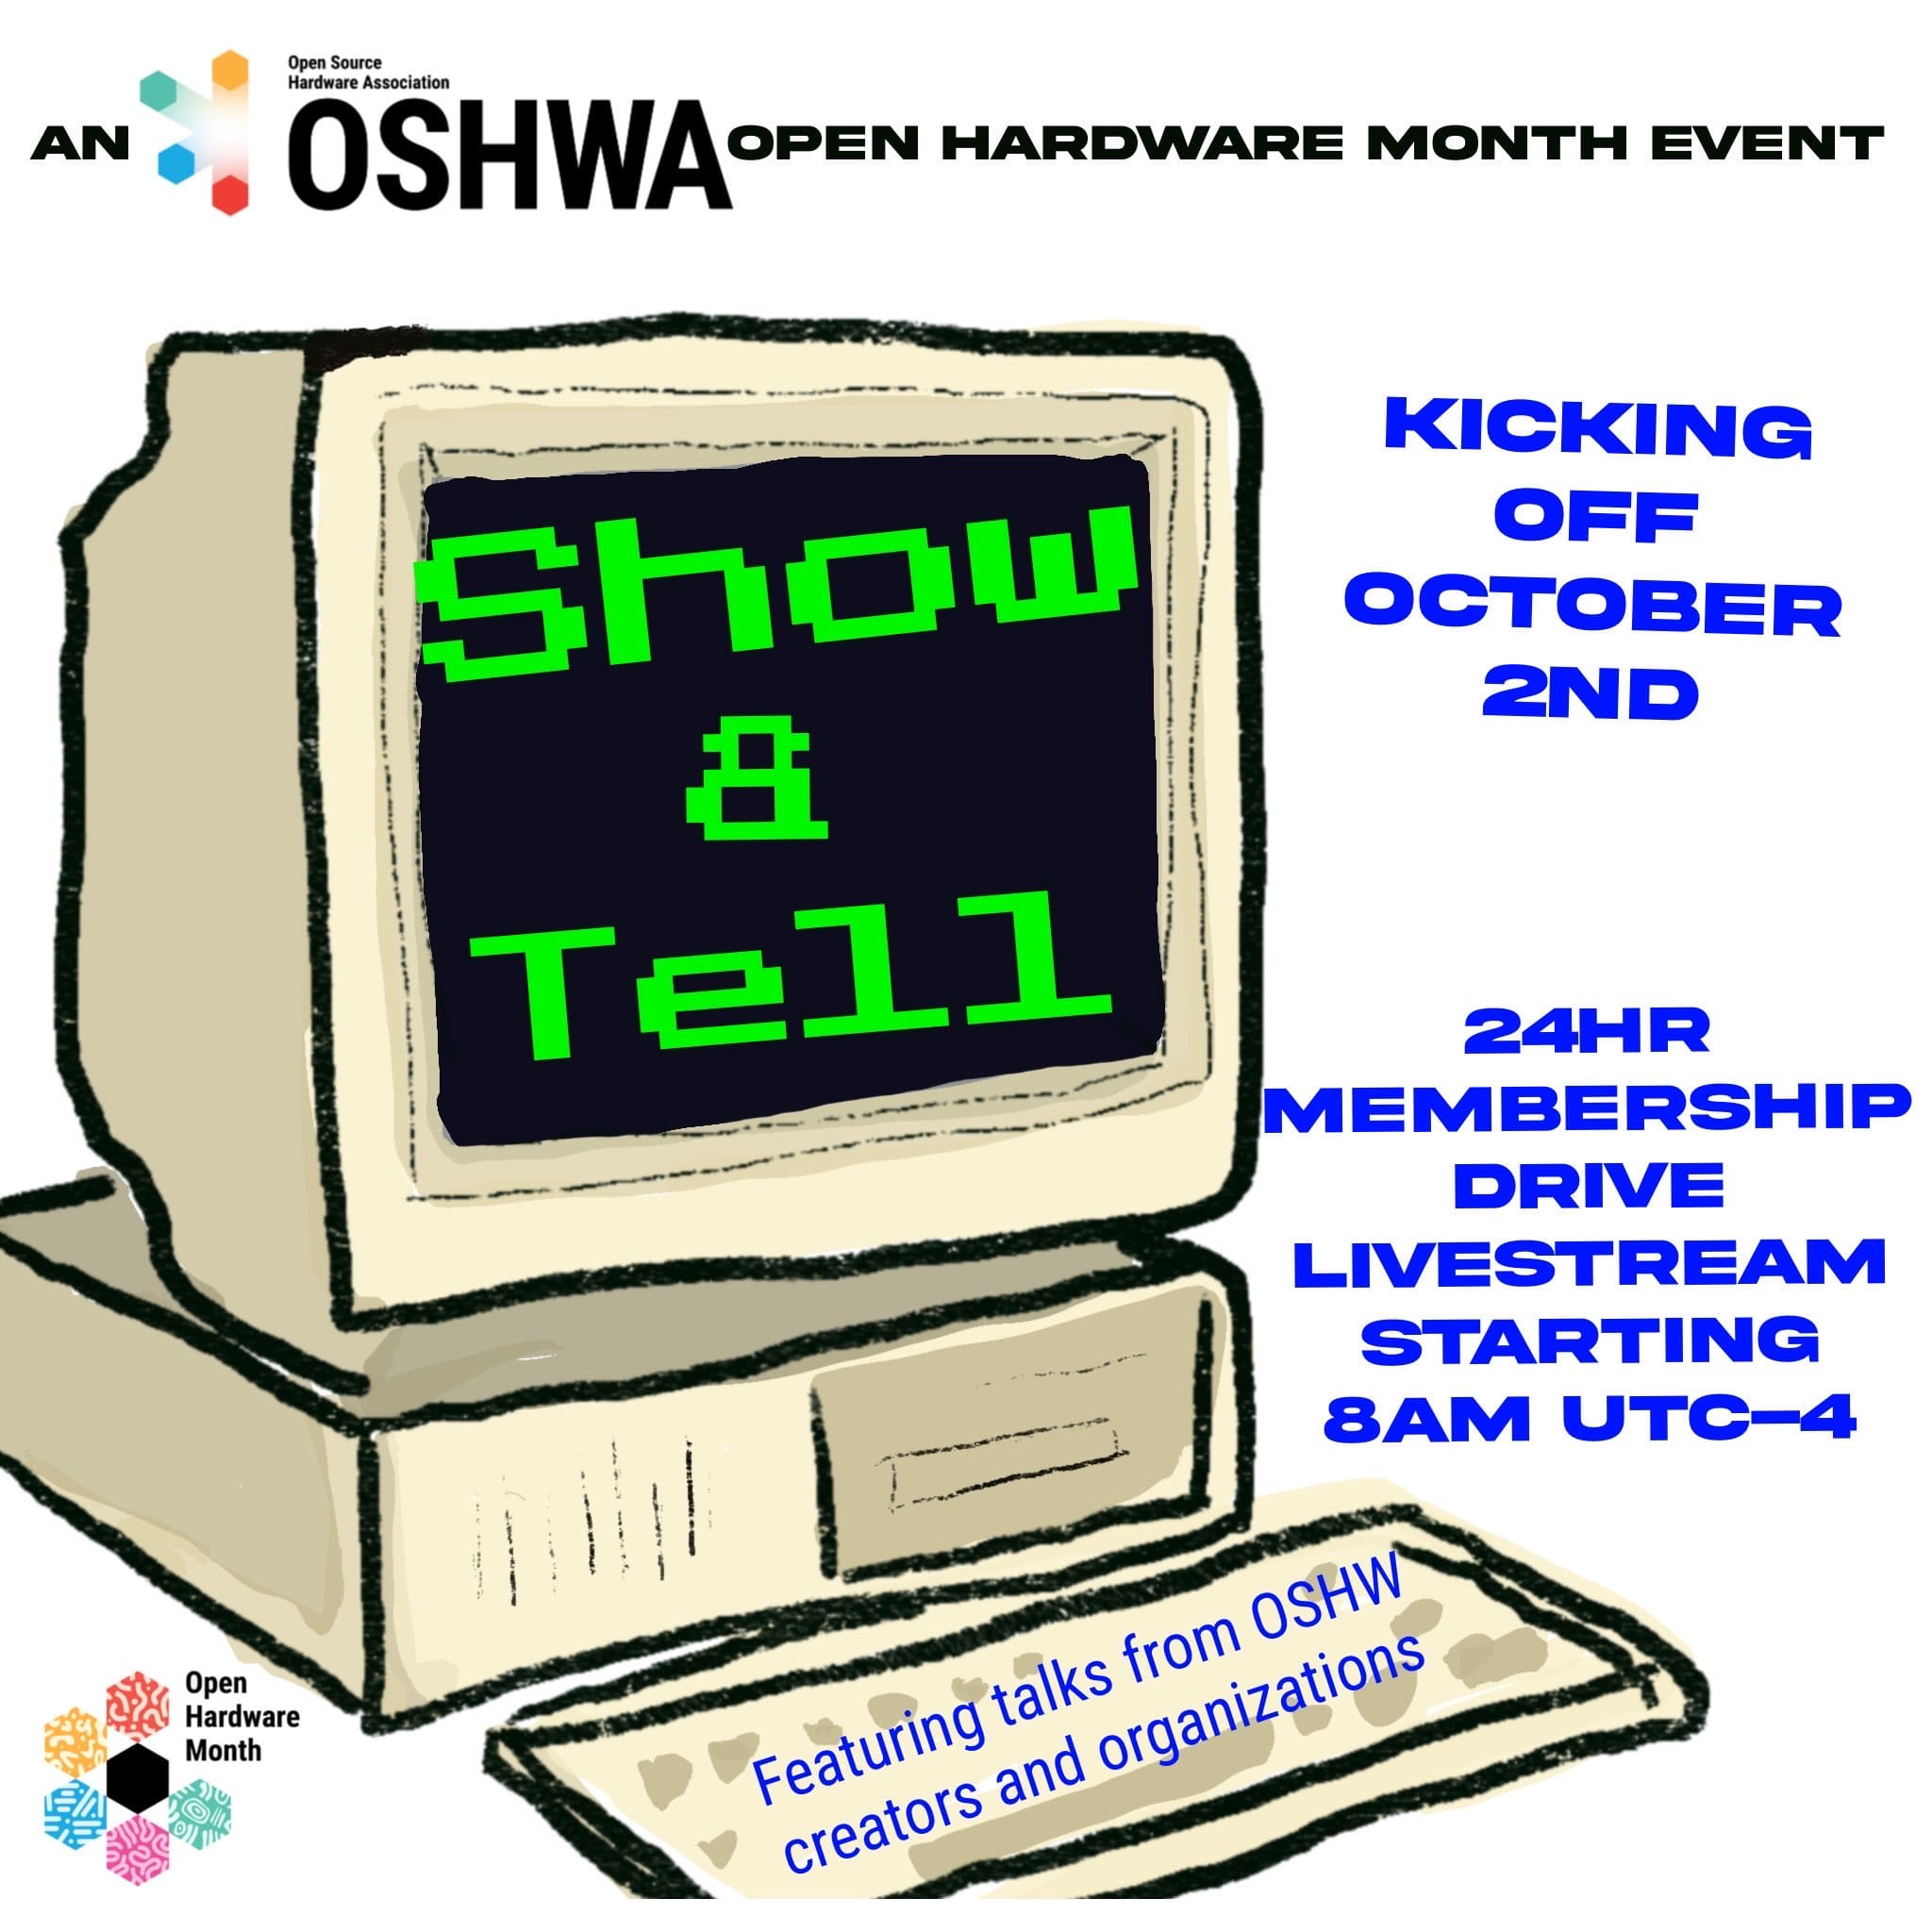 AN
Open Source
Hardware Association
OSHWA
OPEN HARDWARE MONTH EVENT
Show
&
Tell
KICKING
OFF
OCTOBER
2ND
24HR
MEMBERSHIP
DRIVE
LIVESTREAM
STARTING
8AM UTC-4
Featuring talks from OSHW
creators and organizations
Open
Hardware
Month